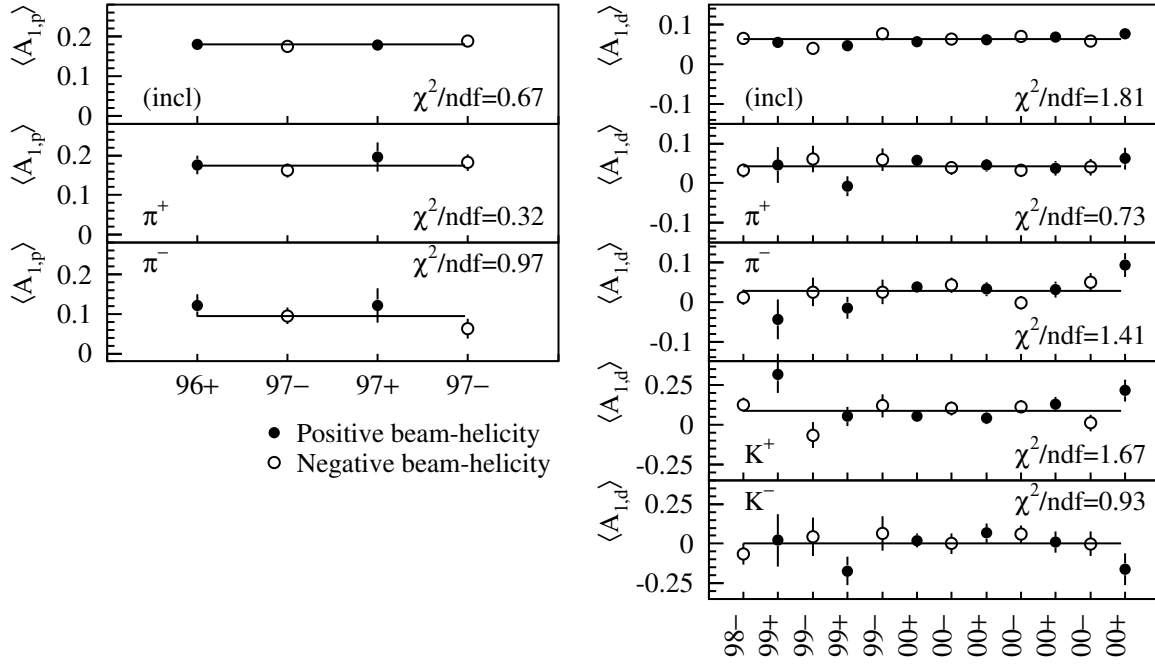 ⟨A1,p⟩ 0.2 0.1 0 (incl) χ²/ndf=0.67
⟨A1,p⟩ 0.2 0.1 0 π⁺ χ²/ndf=0.32
⟨A1,p⟩ 0.2 0.1 0 π⁻ χ²/ndf=0.97
96+ 97− 97+ 97−
Positive beam-helicity
Negative beam-helicity
⟨A1,d⟩ 0.1 0 -0.1 (incl) χ²/ndf=1.81
⟨A1,d⟩ 0.1 0 -0.1 π⁺ χ²/ndf=0.73
⟨A1,d⟩ 0.1 0 -0.1 π⁻ χ²/ndf=1.41
⟨A1,d⟩ 0.25 0 -0.25 K⁺ χ²/ndf=1.67
⟨A1,d⟩ 0.25 0 -0.25 K⁻ χ²/ndf=0.93
98− 99+ 99− 99+ 99− 00+ 00− 00+ 00− 00+ 00− 00+